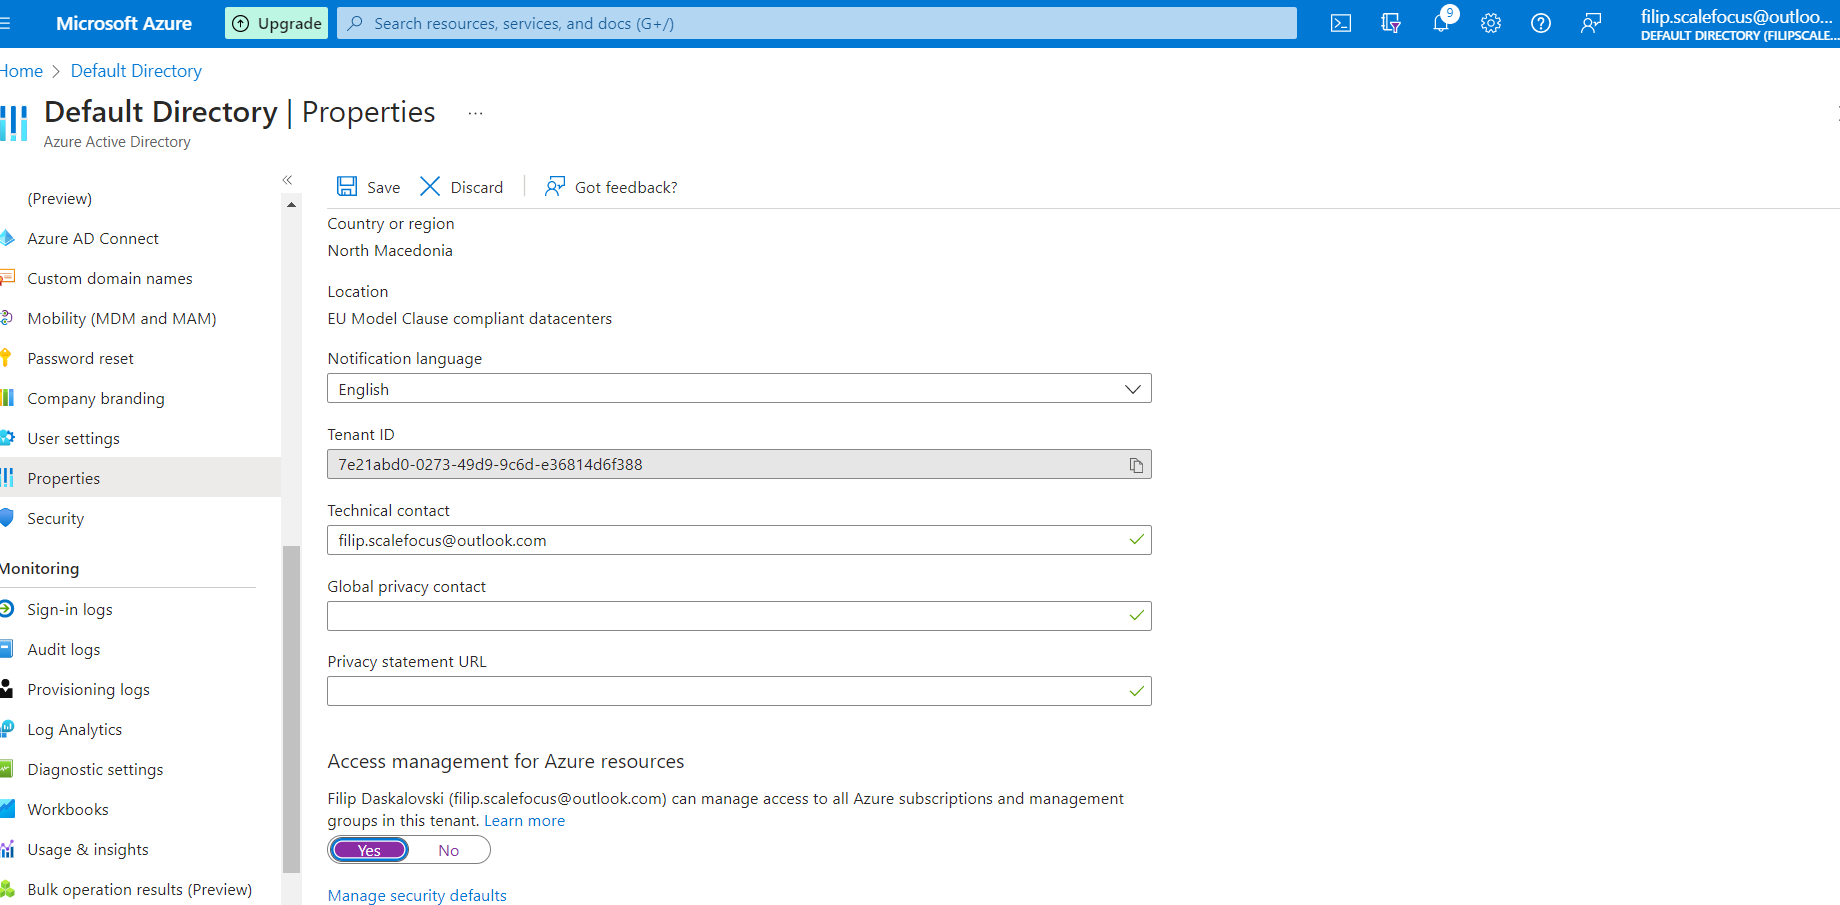 Microsoft Azure
Upgrade
Search resources, services, and docs (G+/)
9
filip.scalefocus@outloo...
DEFAULT DIRECTORY (FILIPSCALE...
Home > Default Directory
Default Directory | Properties ...
Azure Active Directory
«
(Preview)
Azure AD Connect
Custom domain names
Mobility (MDM and MAM)
Password reset
Company branding
User settings
Properties
Security
Monitoring
Sign-in logs
Audit logs
Provisioning logs
Log Analytics
Diagnostic settings
Workbooks
Usage & insights
Bulk operation results (Preview)
Save
Discard
Got feedback?
Country or region
North Macedonia
Location
EU Model Clause compliant datacenters
Notification language
English
Tenant ID
7e21abd0-0273-49d9-9c6d-e36814d6f388
Technical contact
filip.scalefocus@outlook.com
Global privacy contact
Privacy statement URL
Access management for Azure resources
Filip Daskalovski (filip.scalefocus@outlook.com) can manage access to all Azure subscriptions and management
groups in this tenant. Learn more
Yes
No
Manage security defaults